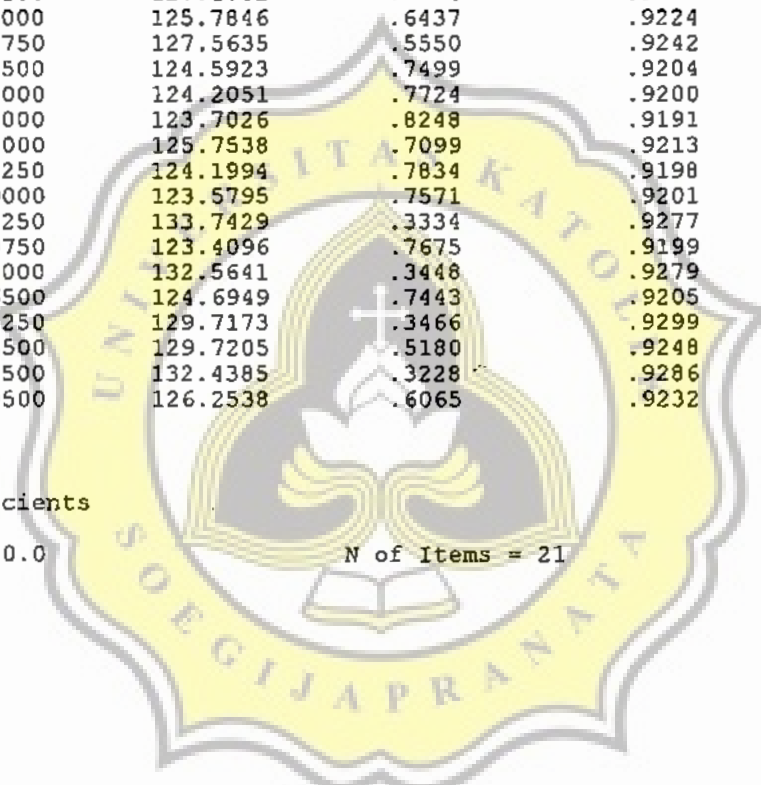 000 125.7846 .6437 .9224
750 127.5635 .5550 .9242
500 124.5923 .7499 .9204
000 124.2051 .7724 .9200
000 123.7026 .8248 .9191
000 125.7538 .7099 .9213
250 124.1994 .7834 .9198
000 123.5795 .7571 .9201
250 133.7429 .3334 .9277
750 123.4096 .7675 .9199
000 132.5641 .3448 .9279
500 124.6949 .7443 .9205
250 129.7173 .3466 .9299
500 129.7205 .5180 .9248
500 132.4385 .3228 .9286
500 126.2538 .6065 .9232
cients
0.0 N of Items = 21
UNIVERSITAS KATOLIK
SOEGIJAPRANATA